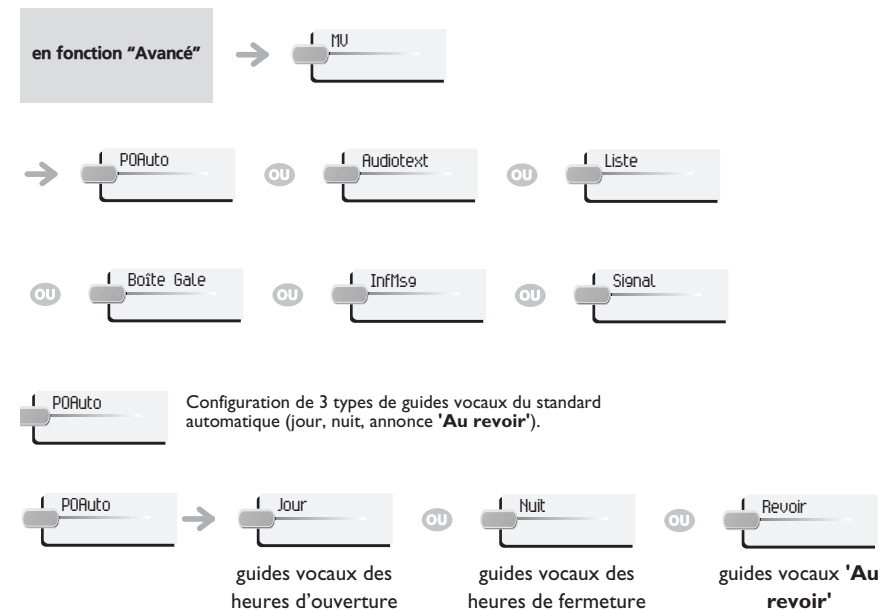 en fonction “Avancé”
MV
POAuto
OU
Audiotext
OU
Liste
OU
Boîte Gale
OU
InfMsg
OU
Signal
POAuto
Configuration de 3 types de guides vocaux du standard
automatique (jour, nuit, annonce 'Au revoir').
POAuto
Jour
OU
Nuit
OU
Revoir
guides vocaux des
heures d’ouverture
guides vocaux des
heures de fermeture
guides vocaux 'Au
revoir'